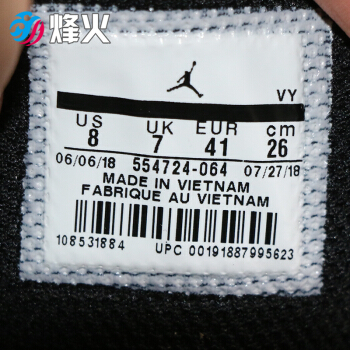 烽火
VY
US UK EUR cm
8 7 41 26
06/06/18 554724-064 07/27/18
MADE IN VIETNAM
FABRIQUE AU VIETNAM
108531884 UPC 00191887995623